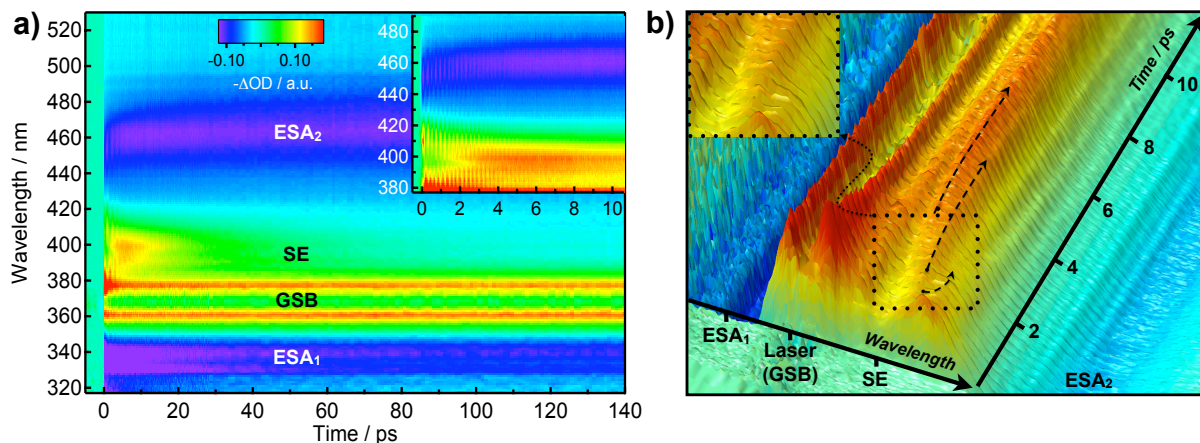 a)
520
500
480
460
440
420
400
380
360
340
320
Wavelength / nm
-0.10 0.10
-ΔOD / a.u.
ESA2
SE
GSB
ESA1
0 20 40 60 80 100 120 140
Time / ps
480
460
440
420
400
380
0 2 4 6 8 10
b)
Time / ps
10
8
6
4
2
Wavelength
ESA1
Laser
(GSB)
SE
ESA2